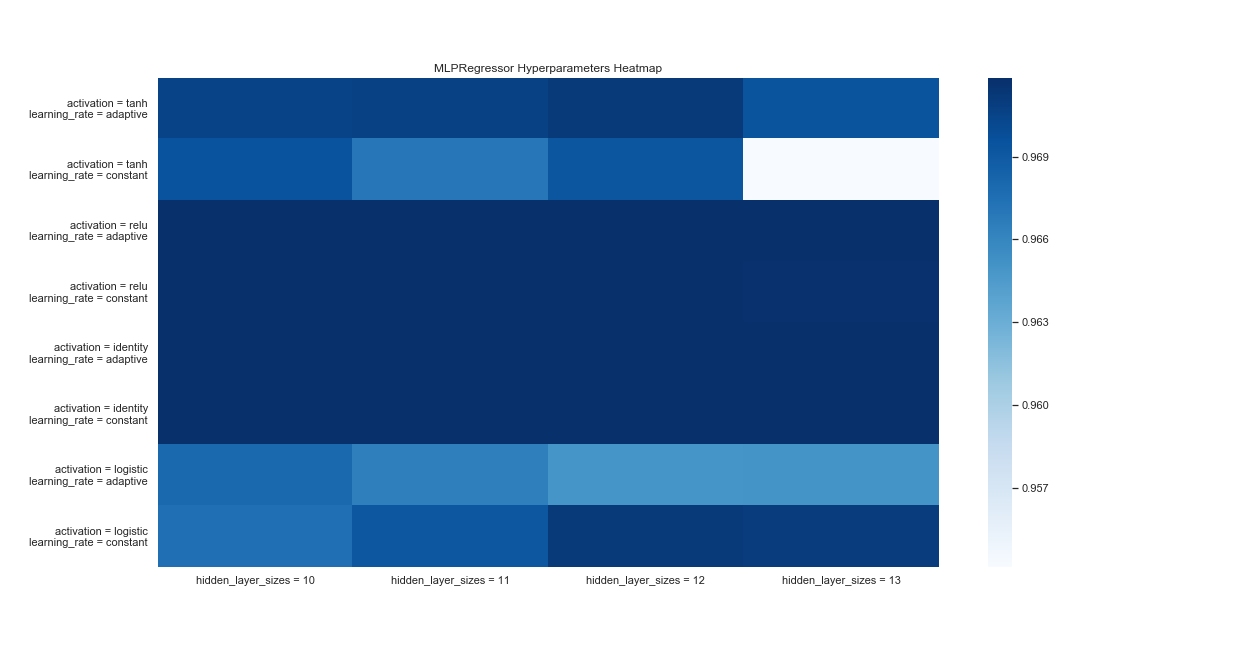 MLPRegressor Hyperparameters Heatmap
activation = tanh
learning_rate = adaptive
activation = tanh
learning_rate = constant
activation = relu
learning_rate = adaptive
activation = relu
learning_rate = constant
activation = identity
learning_rate = adaptive
activation = identity
learning_rate = constant
activation = logistic
learning_rate = adaptive
activation = logistic
learning_rate = constant
hidden_layer_sizes = 10
hidden_layer_sizes = 11
hidden_layer_sizes = 12
hidden_layer_sizes = 13
0.969
0.966
0.963
0.960
0.957